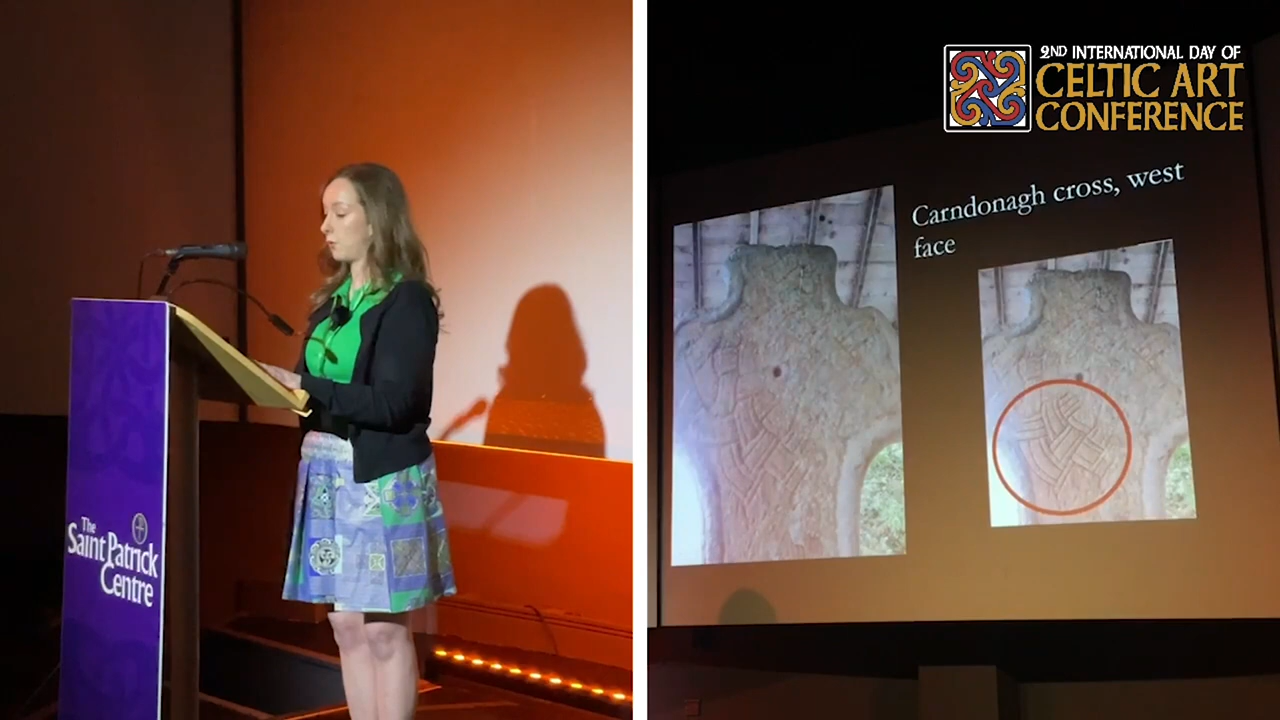 The
Saint Patrick
Centre
2ND INTERNATIONAL DAY OF
CELTIC ART
CONFERENCE
Carndonagh cross, west
face